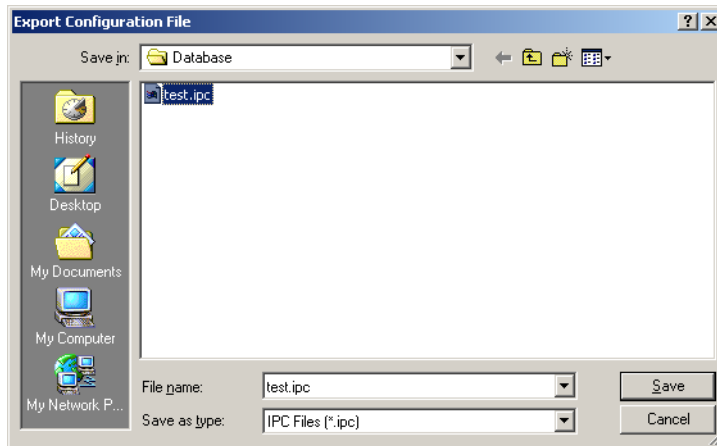 Export Configuration File
Save in: Database
test.ipc
History
Desktop
My Documents
My Computer
My Network P...
File name: test.ipc Save
Save as type: IPC Files (*.ipc) Cancel